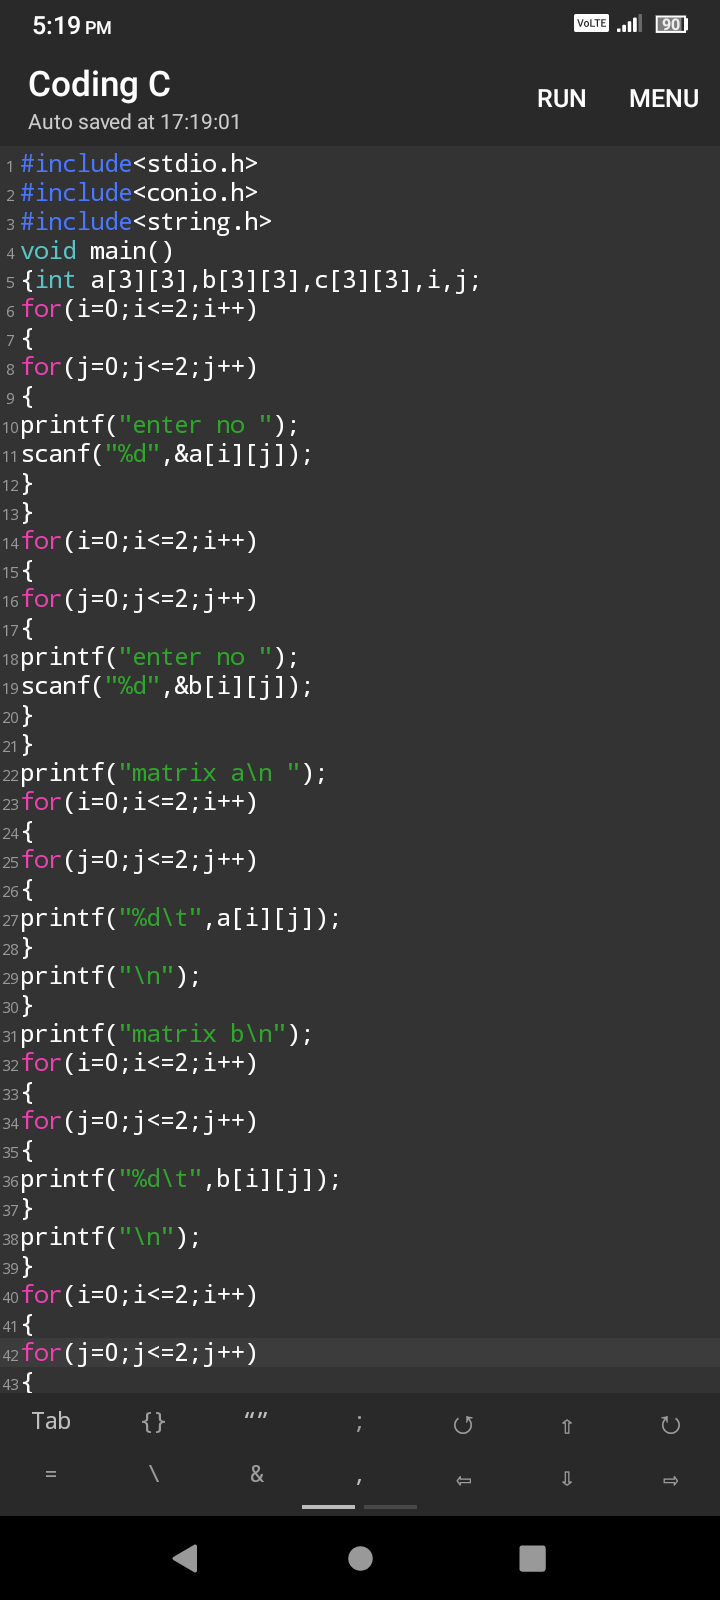 5:19 PM
VoLTE
90
Coding C
RUN
MENU
Auto saved at 17:19:01
1 #include<stdio.h>
2 #include<conio.h>
3 #include<string.h>
4 void main()
5 {int a[3][3],b[3][3],c[3][3],i,j;
6 for(i=0;i<=2;i++)
7 {
8 for(j=0;j<=2;j++)
9 {
10 printf("enter no ");
11 scanf("%d",&a[i][j]);
12 }
13 }
14 for(i=0;i<=2;i++)
15 {
16 for(j=0;j<=2;j++)
17 {
18 printf("enter no ");
19 scanf("%d",&b[i][j]);
20 }
21 }
22 printf("matrix a\n ");
23 for(i=0;i<=2;i++)
24 {
25 for(j=0;j<=2;j++)
26 {
27 printf("%d\t",a[i][j]);
28 }
29 printf("\n");
30 }
31 printf("matrix b\n");
32 for(i=0;i<=2;i++)
33 {
34 for(j=0;j<=2;j++)
35 {
36 printf("%d\t",b[i][j]);
37 }
38 printf("\n");
39 }
40 for(i=0;i<=2;i++)
41 {
42 for(j=0;j<=2;j++)
43 {
Tab {} “” ; ↺ ⇧ ↻
= \ & , ⇦ ⇩ ⇨